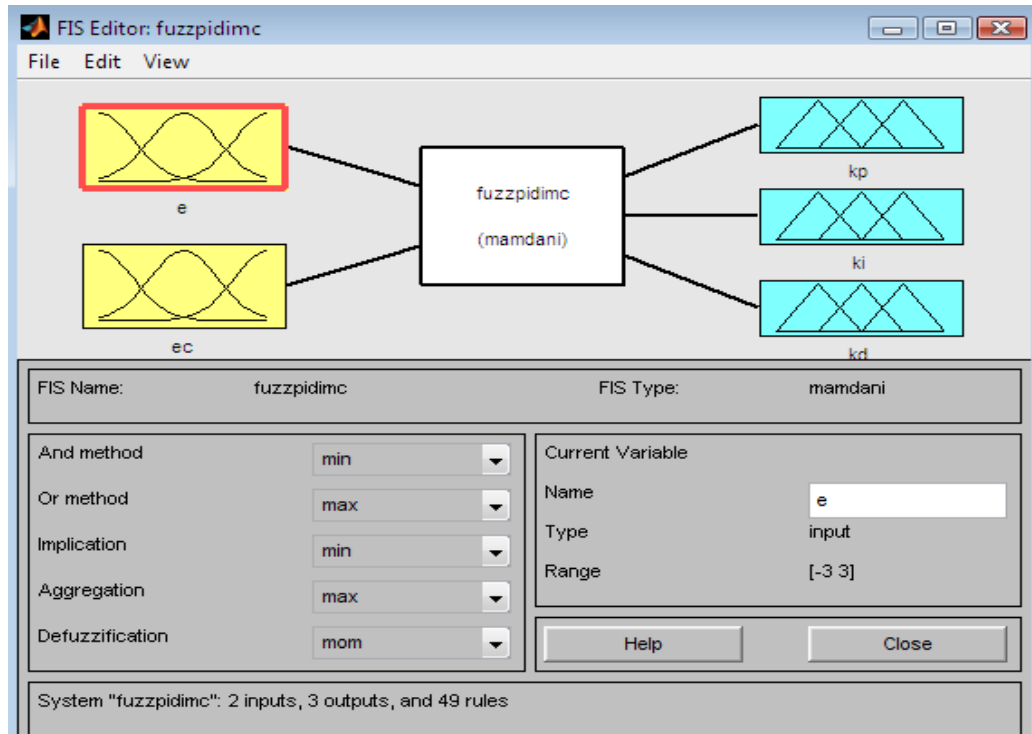 FIS Editor: fuzzpidimc
File Edit View
e
ec
fuzzpidimc
(mamdani)
kp
ki
kd
FIS Name: fuzzpidimc FIS Type: mamdani
And method min
Or method max
Implication min
Aggregation max
Defuzzification mom
Current Variable
Name e
Type input
Range [-3 3]
Help Close
System "fuzzpidimc": 2 inputs, 3 outputs, and 49 rules